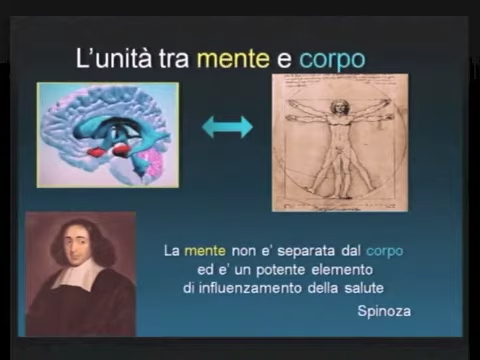 L'unità tra mente e corpo
La mente non e' separata dal corpo
ed e' un potente elemento
di influenzamento della salute
Spinoza